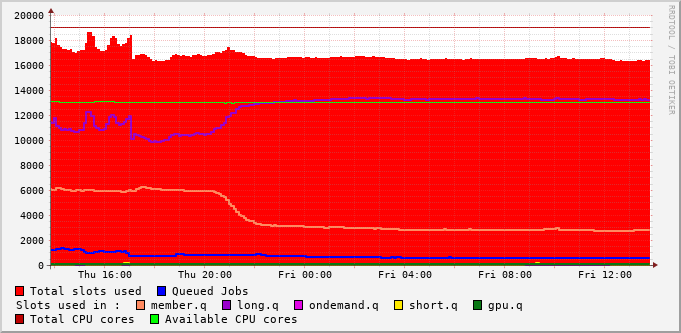 20000
18000
16000
14000
12000
10000
8000
6000
4000
2000
0
Thu 16:00 Thu 20:00 Fri 00:00 Fri 04:00 Fri 08:00 Fri 12:00
RRDTOOL / TOBI OETIKER
Total slots used Queued Jobs
Slots used in : member.q long.q ondemand.q short.q gpu.q
Total CPU cores Available CPU cores